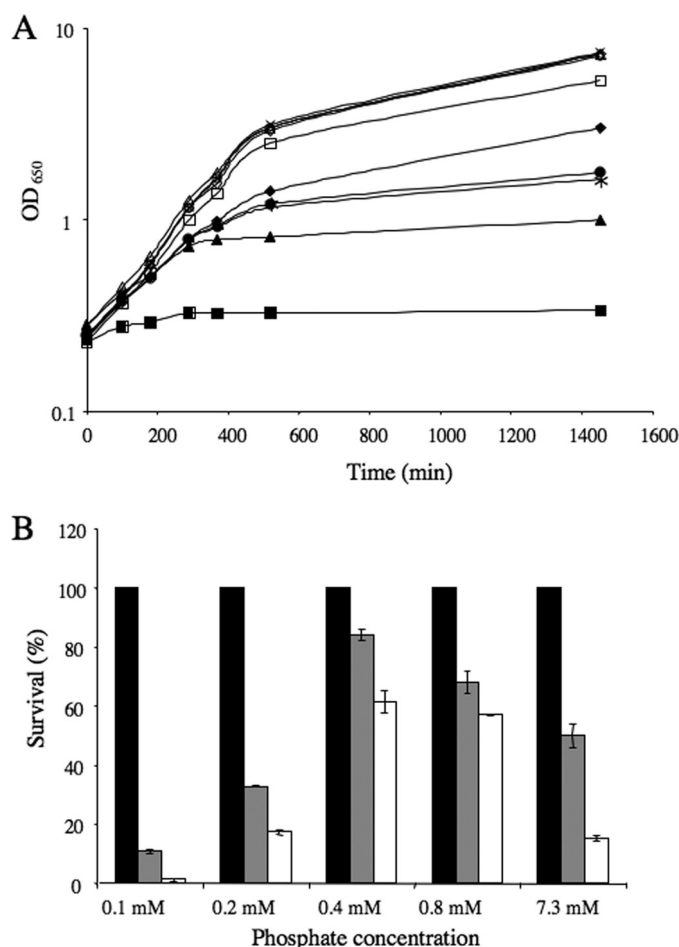 A
10
1
0.1
OD650
0 200 400 600 800 1000 1200 1400 1600
Time (min)
B
120
100
80
60
40
20
0
Survival (%)
0.1 mM 0.2 mM 0.4 mM 0.8 mM 7.3 mM
Phosphate concentration